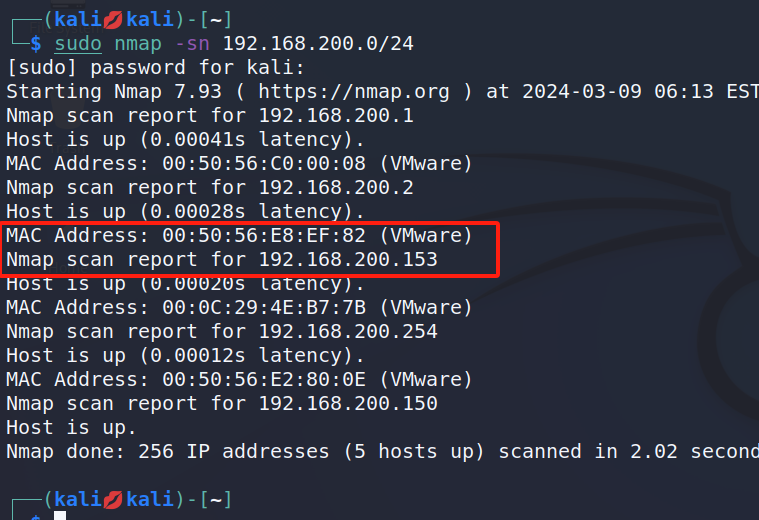 ┌──(kali💋kali)-[~]
└─$ sudo nmap -sn 192.168.200.0/24
[sudo] password for kali:
Starting Nmap 7.93 ( https://nmap.org ) at 2024-03-09 06:13 EST
Nmap scan report for 192.168.200.1
Host is up (0.00041s latency).
MAC Address: 00:50:56:C0:00:08 (VMware)
Nmap scan report for 192.168.200.2
Host is up (0.00028s latency).
MAC Address: 00:50:56:E8:EF:82 (VMware)
Nmap scan report for 192.168.200.153
Host is up (0.00020s latency).
MAC Address: 00:0C:29:4E:B7:7B (VMware)
Nmap scan report for 192.168.200.254
Host is up (0.00012s latency).
MAC Address: 00:50:56:E2:80:0E (VMware)
Nmap scan report for 192.168.200.150
Host is up.
Nmap done: 256 IP addresses (5 hosts up) scanned in 2.02 second
┌──(kali💋kali)-[~]